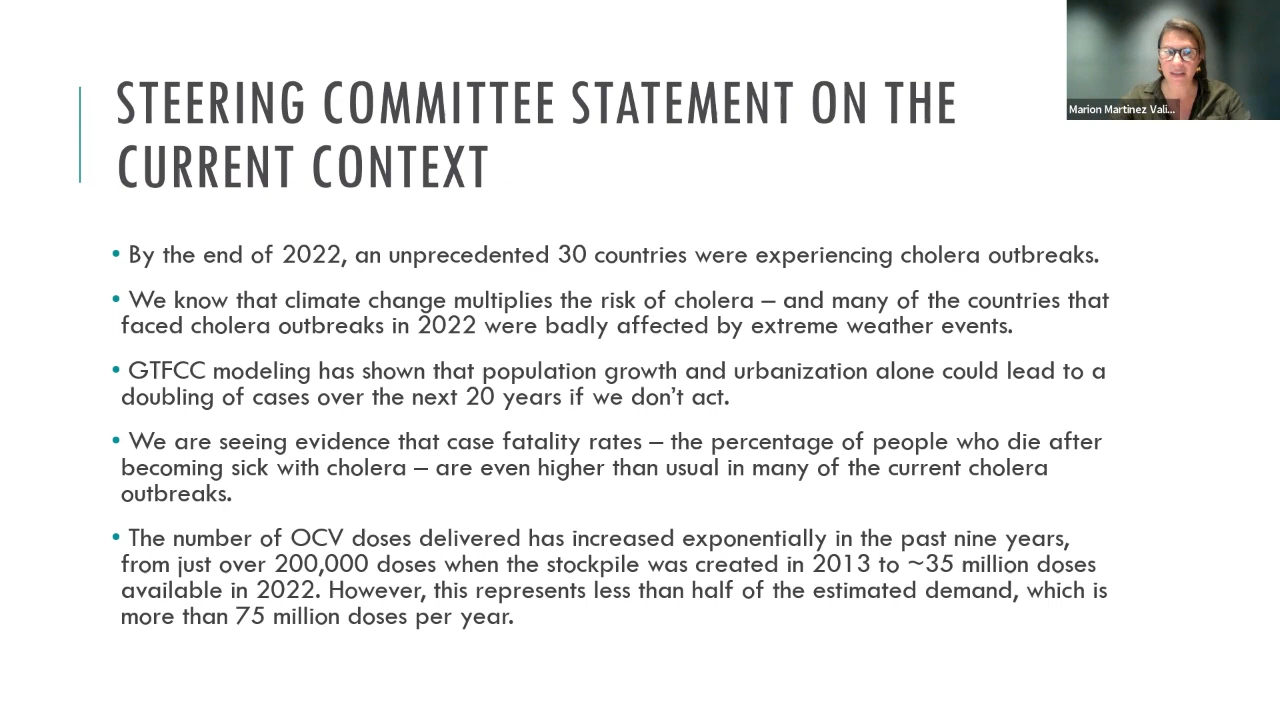 STEERING COMMITTEE STATEMENT ON THE
CURRENT CONTEXT
Marion Martinez Vali...
• By the end of 2022, an unprecedented 30 countries were experiencing cholera outbreaks.
• We know that climate change multiplies the risk of cholera – and many of the countries that
faced cholera outbreaks in 2022 were badly affected by extreme weather events.
• GTFCC modeling has shown that population growth and urbanization alone could lead to a
doubling of cases over the next 20 years if we don't act.
• We are seeing evidence that case fatality rates – the percentage of people who die after
becoming sick with cholera – are even higher than usual in many of the current cholera
outbreaks.
• The number of OCV doses delivered has increased exponentially in the past nine years,
from just over 200,000 doses when the stockpile was created in 2013 to ~35 million doses
available in 2022. However, this represents less than half of the estimated demand, which is
more than 75 million doses per year.